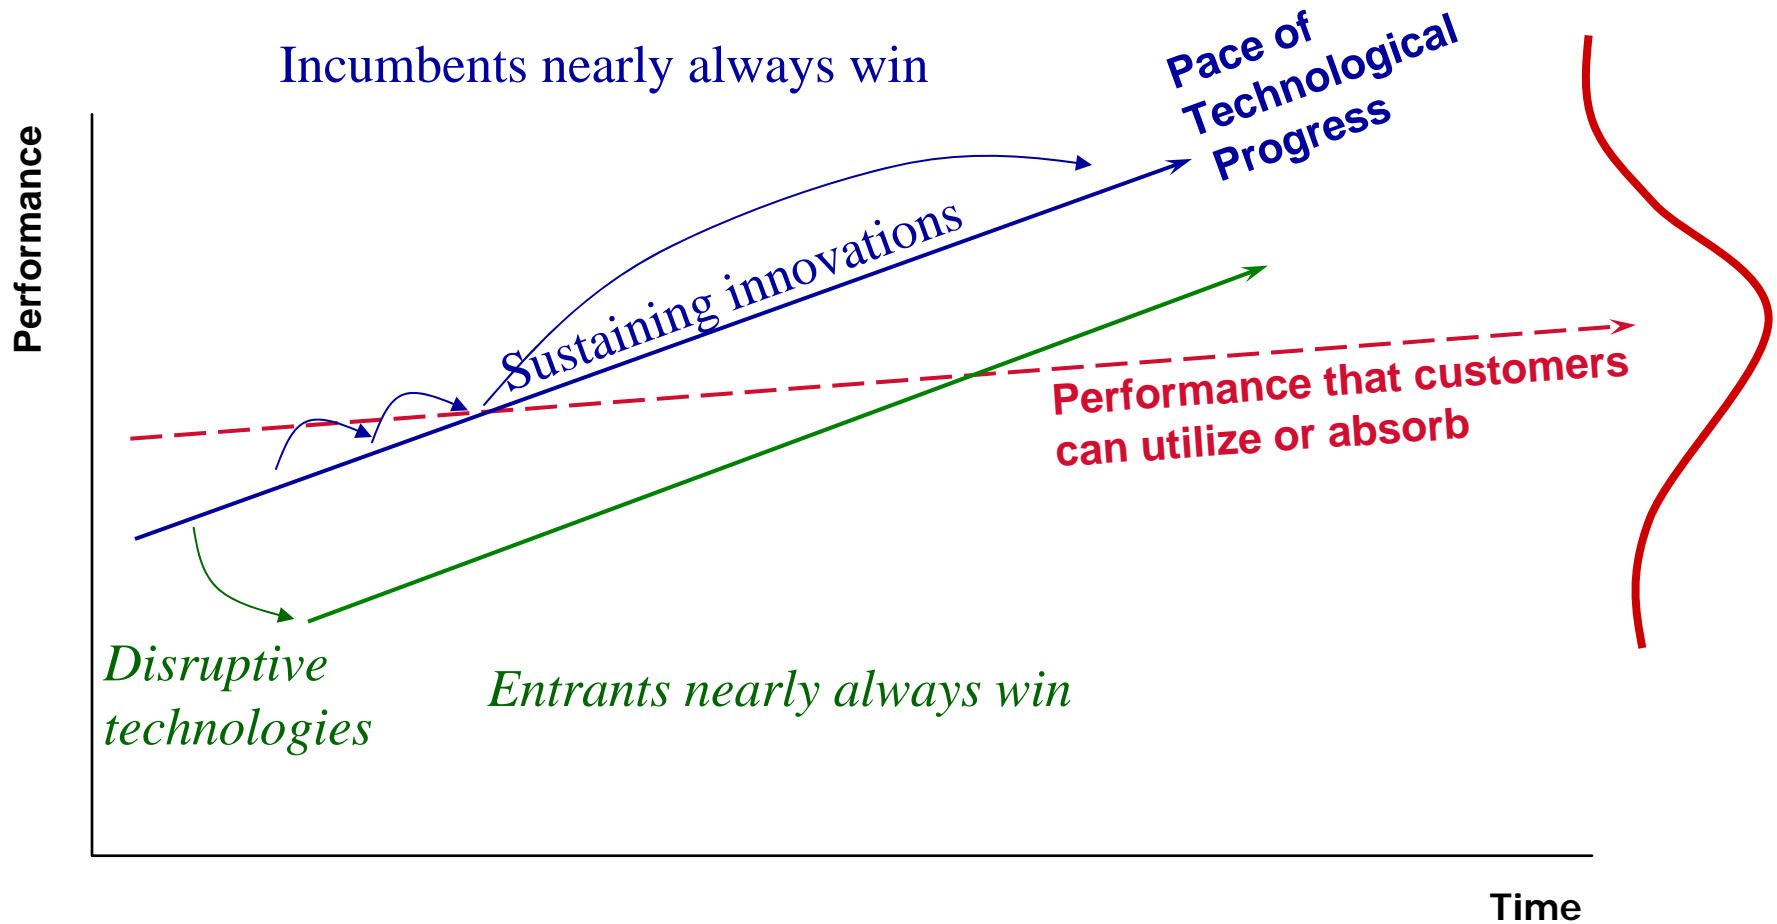 Incumbents nearly always win
Pace of
Technological
Progress
Performance
Sustaining innovations
Performance that customers
can utilize or absorb
Disruptive
technologies
Entrants nearly always win
Time